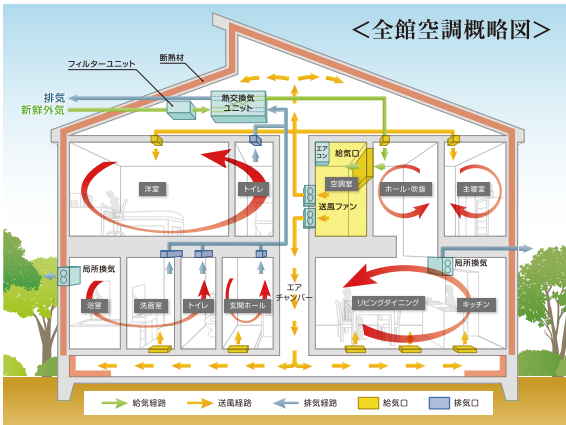 ＜全館空調概略図＞
断熱材
フィルターユニット
排気
新鮮外気
熱交換気
ユニット
エア
コン
給気口
空調室
送風ファン
洋室
トイレ
ホール・吹抜
主寝室
局所換気
局所換気
浴室
洗面室
トイレ
玄関ホール
エア
チャンバー
リビングダイニング
キッチン
給気経路
送風経路
排気経路
給気口
排気口